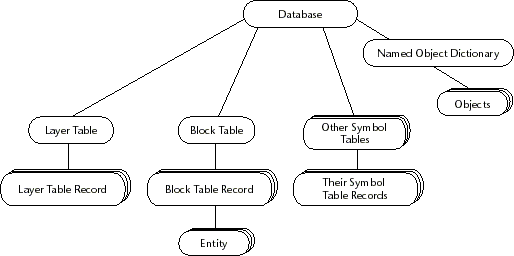 Database
Named Object Dictionary
Objects
Layer Table
Block Table
Other Symbol
Tables
Layer Table Record
Block Table Record
Their Symbol
Table Records
Entity